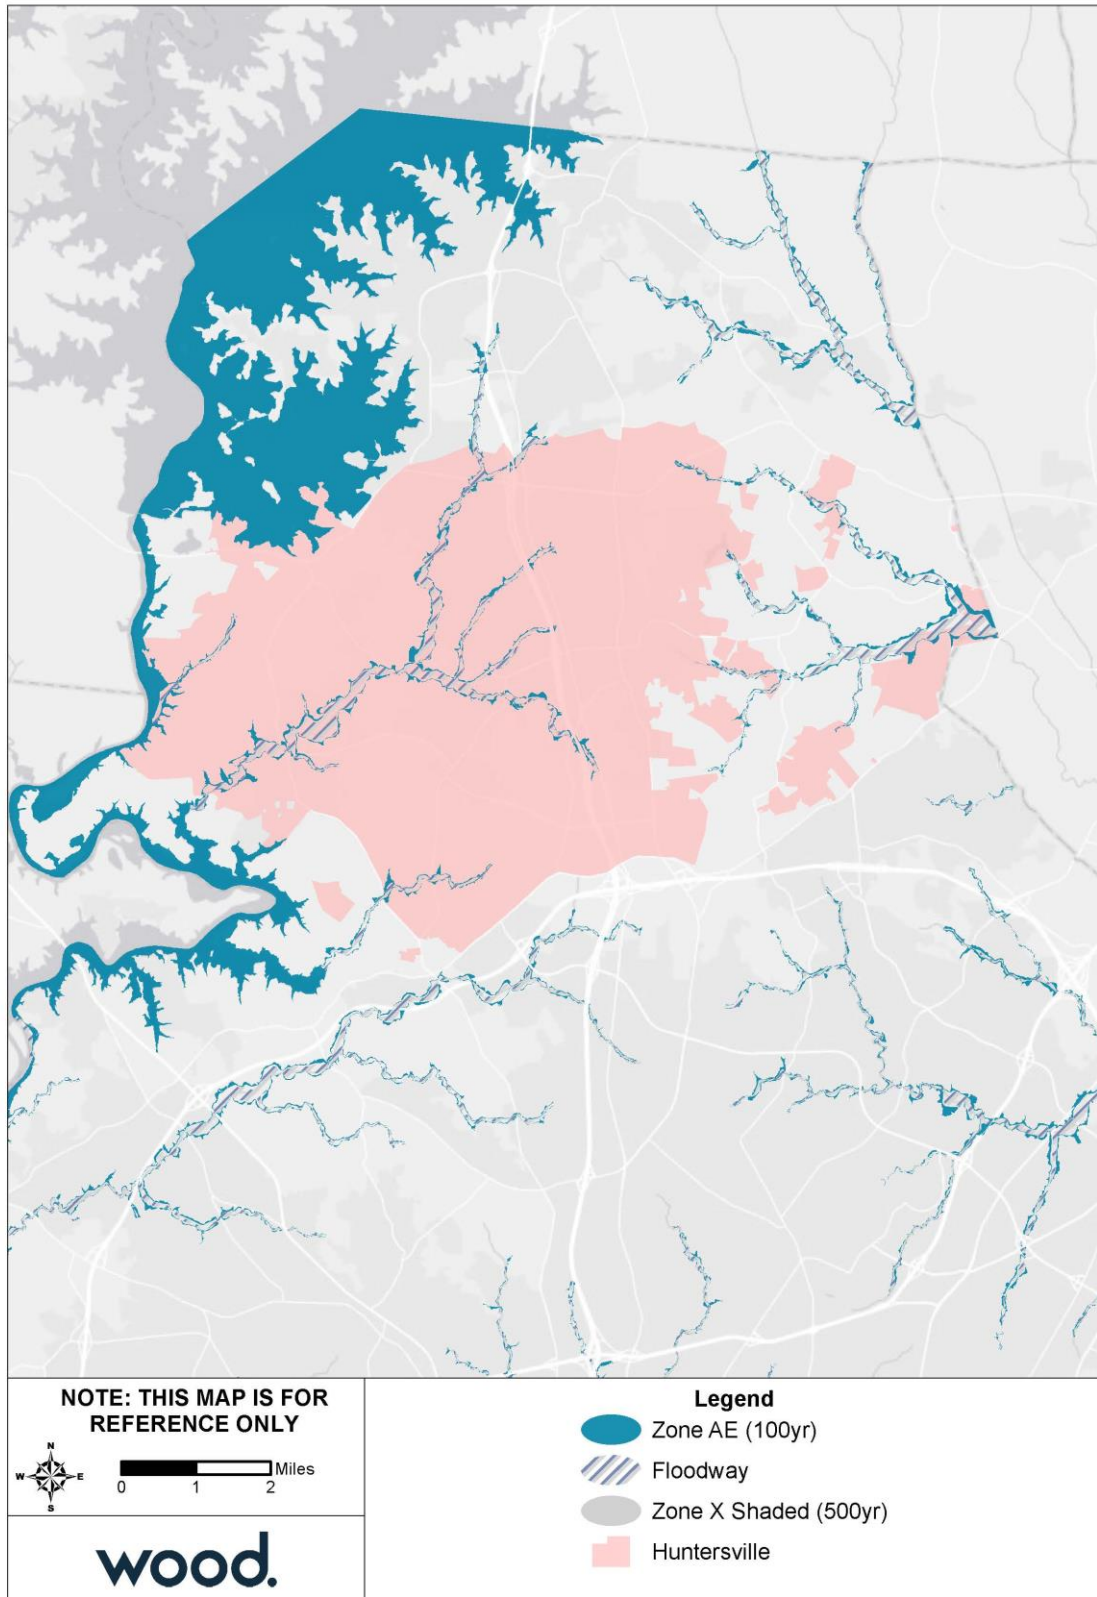 NOTE: THIS MAP IS FOR
REFERENCE ONLY
N
W E
S
Miles
0 1 2
wood.
Legend
Zone AE (100yr)
Floodway
Zone X Shaded (500yr)
Huntersville